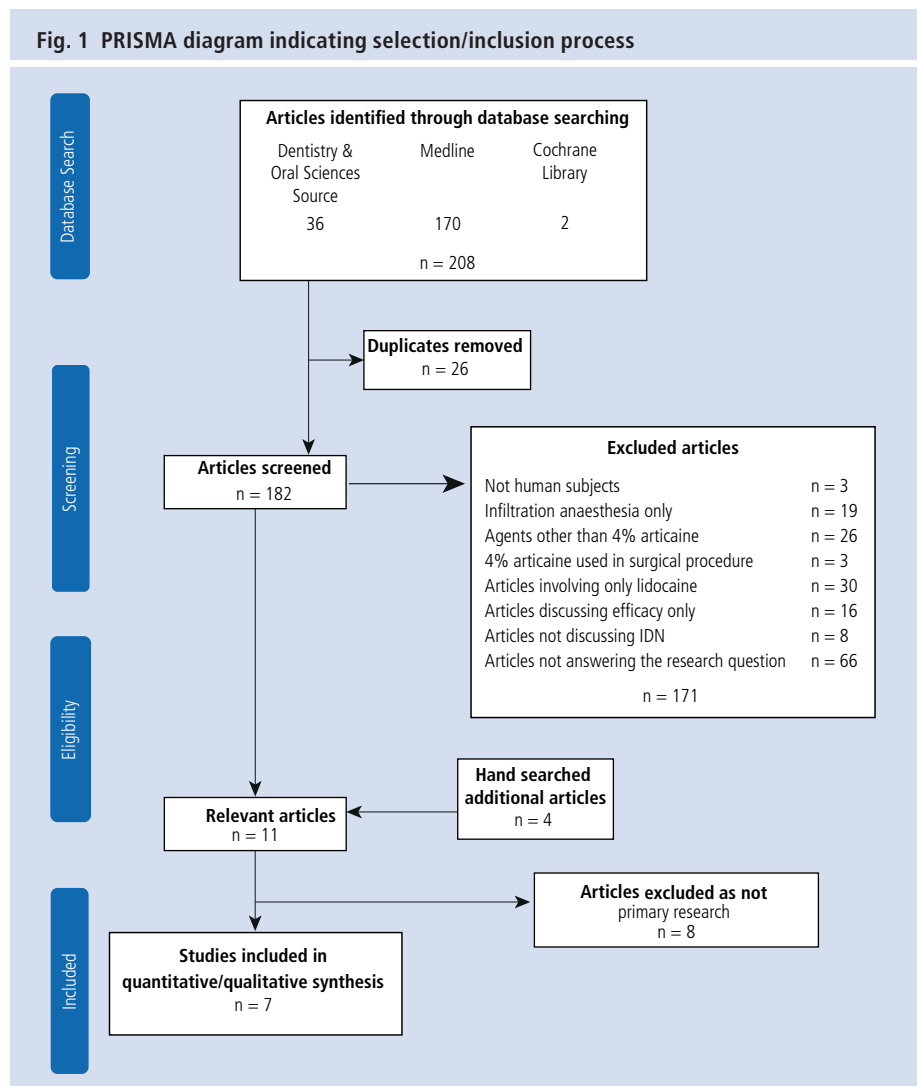 Fig. 1 PRISMA diagram indicating selection/inclusion process
Database Search
Articles identified through database searching
Dentistry & Oral Sciences Source
Medline
Cochrane Library
36 170 2
n = 208
Duplicates removed
n = 26
Screening
Articles screened
n = 182
Excluded articles
Not human subjects n = 3
Infiltration anaesthesia only n = 19
Agents other than 4% articaine n = 26
4% articaine used in surgical procedure n = 3
Articles involving only lidocaine n = 30
Articles discussing efficacy only n = 16
Articles not discussing IDN n = 8
Articles not answering the research question n = 66
n = 171
Eligibility
Hand searched
additional articles
n = 4
Relevant articles
n = 11
Articles excluded as not
primary research
n = 8
Included
Studies included in
quantitative/qualitative synthesis
n = 7